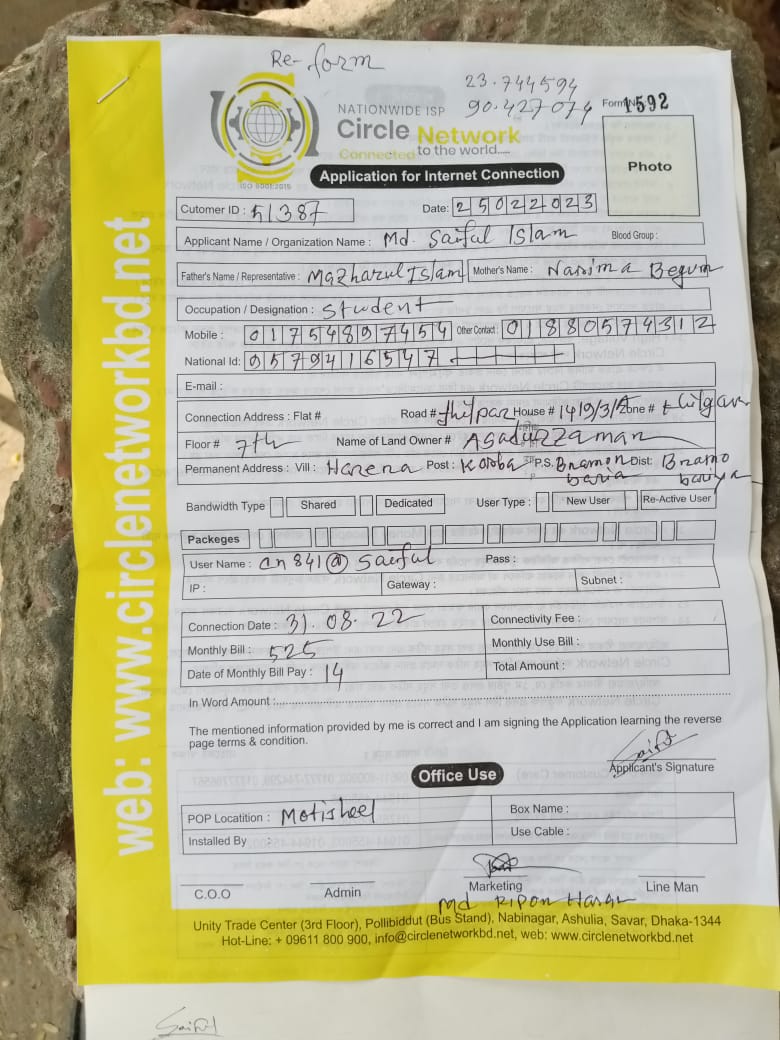 Re-form
23.744594
90.427074
NATIONWIDE ISP
Form No. 1592
Circle Network
Connected to the world....
ISO 9001:2015
Application for Internet Connection
Photo
Cutomer ID : 51387 Date: 25022023
Applicant Name / Organization Name : Md. Saiful Islam Blood Group :
Father's Name / Representative : Mazharul Islam Mother's Name : Nasima Begum
Occupation / Designation : Student
Mobile : 01754897454 Other Contact : 01880574312
National Id: 0579416547
E-mail :
Connection Address : Flat # Road # House # 1419/3/A Zone #
Floor # 7th Name of Land Owner # Asaduzzaman
Permanent Address : Vill : Harena Post : Kasba P.S. Bramon baria Dist: Bramo bariya
Bandwidth Type Shared Dedicated User Type : New User Re-Active User
Packeges
User Name : cn841@saiful Pass :
IP : Gateway : Subnet :
Connection Date : 31.08.22 Connectivity Fee :
Monthly Bill : 525 Monthly Use Bill :
Date of Monthly Bill Pay : 14 Total Amount :
In Word Amount :
The mentioned information provided by me is correct and I am signing the Application learning the reverse
page terms & condition.
Saiful
Applicant's Signature
Office Use
POP Locatition : Motisheel Box Name :
Installed By : Use Cable :
C.O.O Admin Marketing Line Man
Md Ripon Hasan
Unity Trade Center (3rd Floor), Pollibiddut (Bus Stand), Nabinagar, Ashulia, Savar, Dhaka-1344
Hot-Line: + 09611 800 900, info@circlenetworkbd.net, web: www.circlenetworkbd.net
web: www.circlenetworkbd.net
Saiful